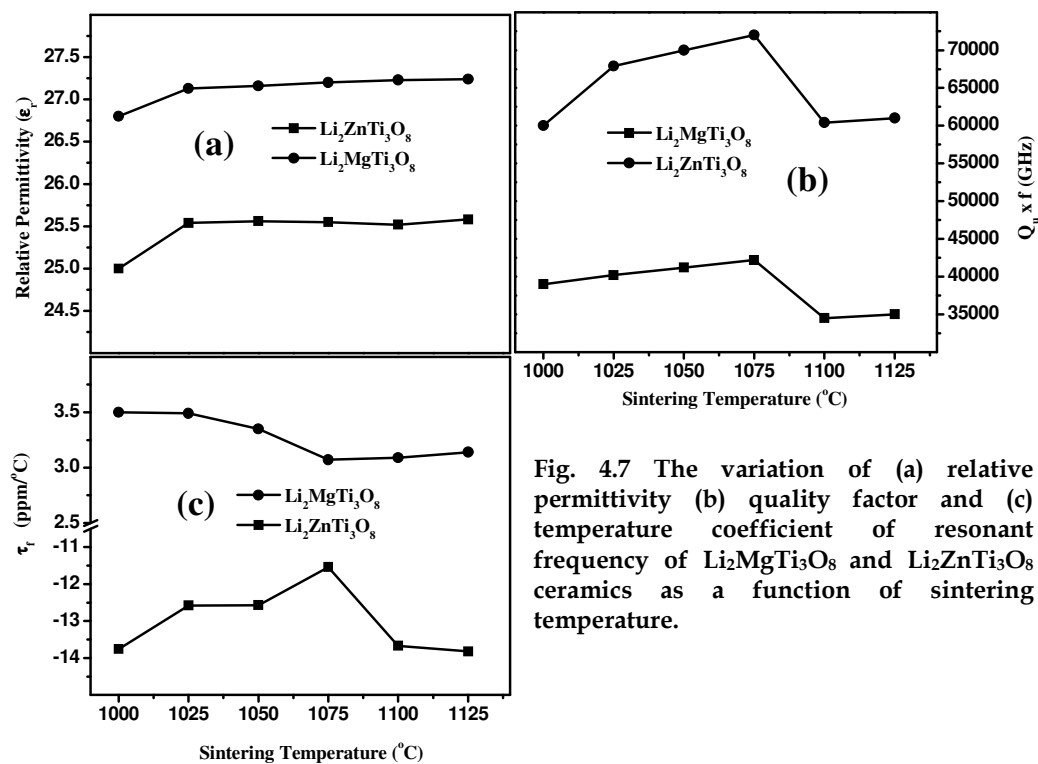 27.5
27.0
26.5
26.0
25.5
25.0
24.5
Relative Permittivity (εr)
(a)
Li2ZnTi3O8
Li2MgTi3O8
70000
65000
60000
55000
50000
45000
40000
35000
Qu x f (GHz)
Li2MgTi3O8
Li2ZnTi3O8
(b)
1000 1025 1050 1075 1100 1125
Sintering Temperature (°C)
3.5
3.0
2.5
-11
-12
-13
-14
τf (ppm/°C)
(c)
Li2MgTi3O8
Li2ZnTi3O8
1000 1025 1050 1075 1100 1125
Sintering Temperature (°C)
Fig. 4.7 The variation of (a) relative
permittivity (b) quality factor and (c)
temperature coefficient of resonant
frequency of Li2MgTi3O8 and Li2ZnTi3O8
ceramics as a function of sintering
temperature.